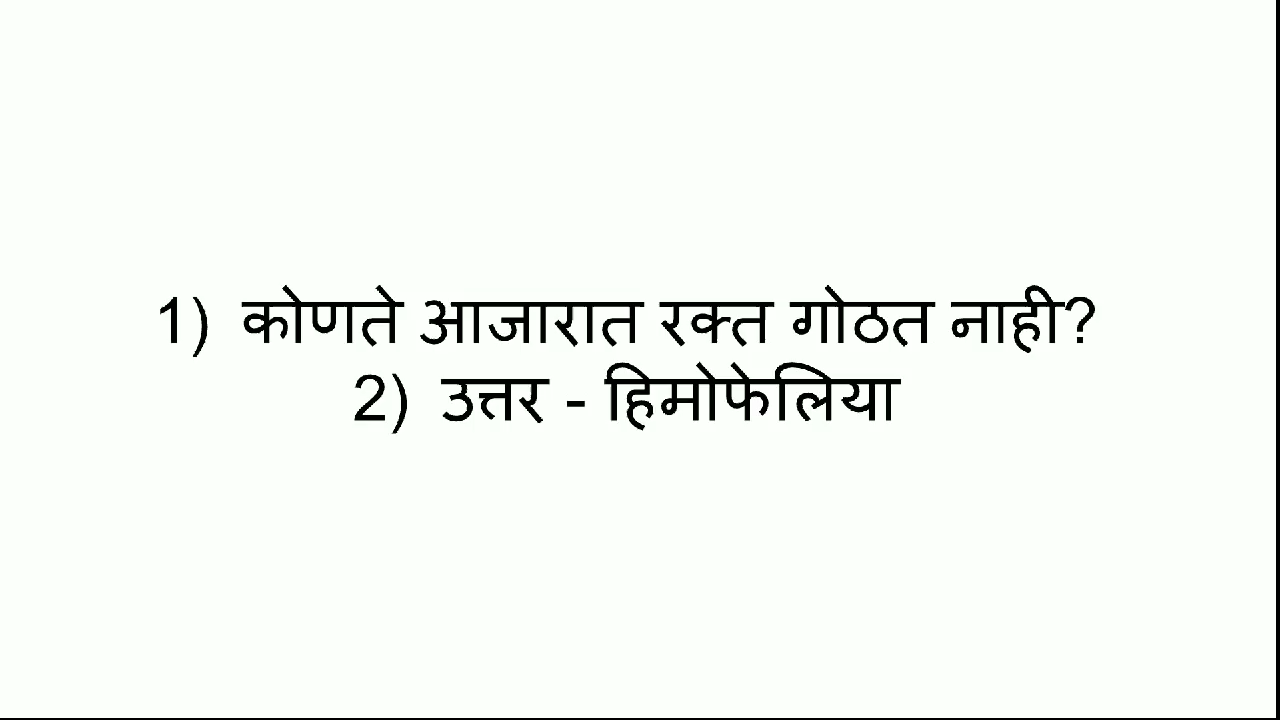 1) कोणते आजारात रक्त गोठत नाही?
2) उत्तर - हिमोफेलिया